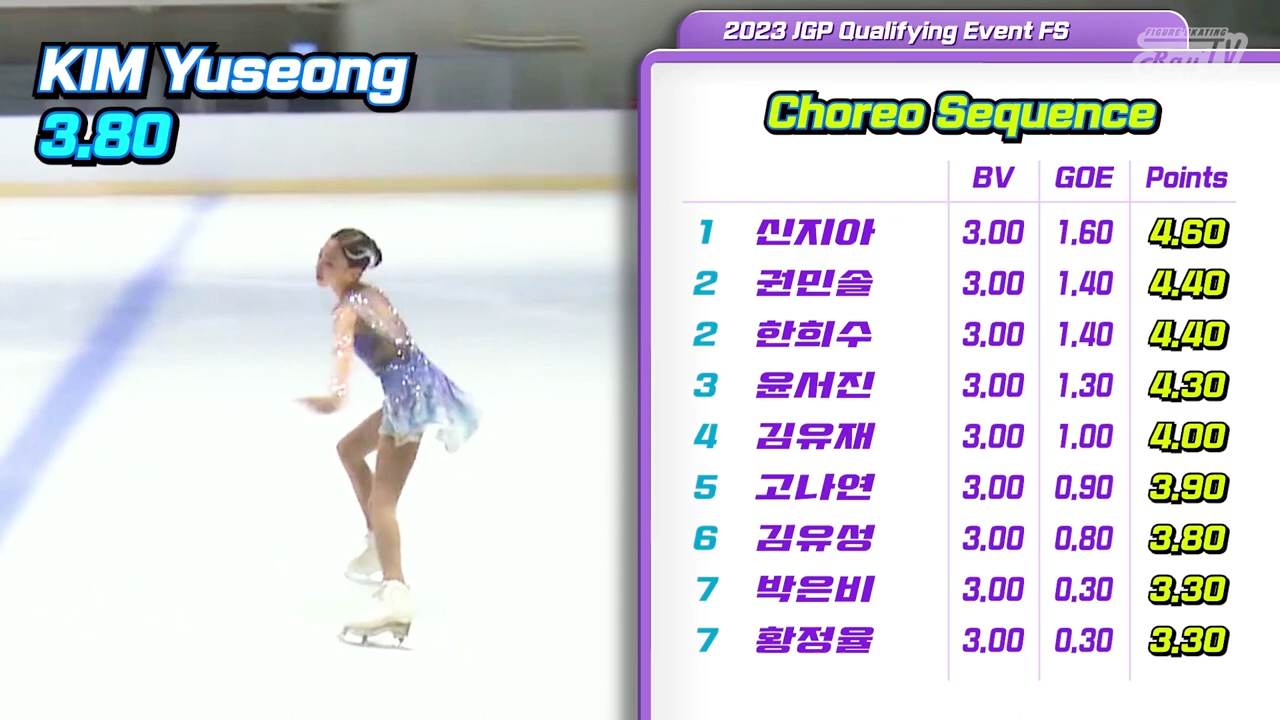 KIM Yuseong
3.80
2023 JGP Qualifying Event FS
FIGURE SKATING
Ray TV
Choreo Sequence
BV GOE Points
1 신지아 3.00 1.60 4.60
2 권민솔 3.00 1.40 4.40
2 한희수 3.00 1.40 4.40
3 윤서진 3.00 1.30 4.30
4 김유재 3.00 1.00 4.00
5 고나연 3.00 0.90 3.90
6 김유성 3.00 0.80 3.80
7 박은비 3.00 0.30 3.30
7 황정율 3.00 0.30 3.30